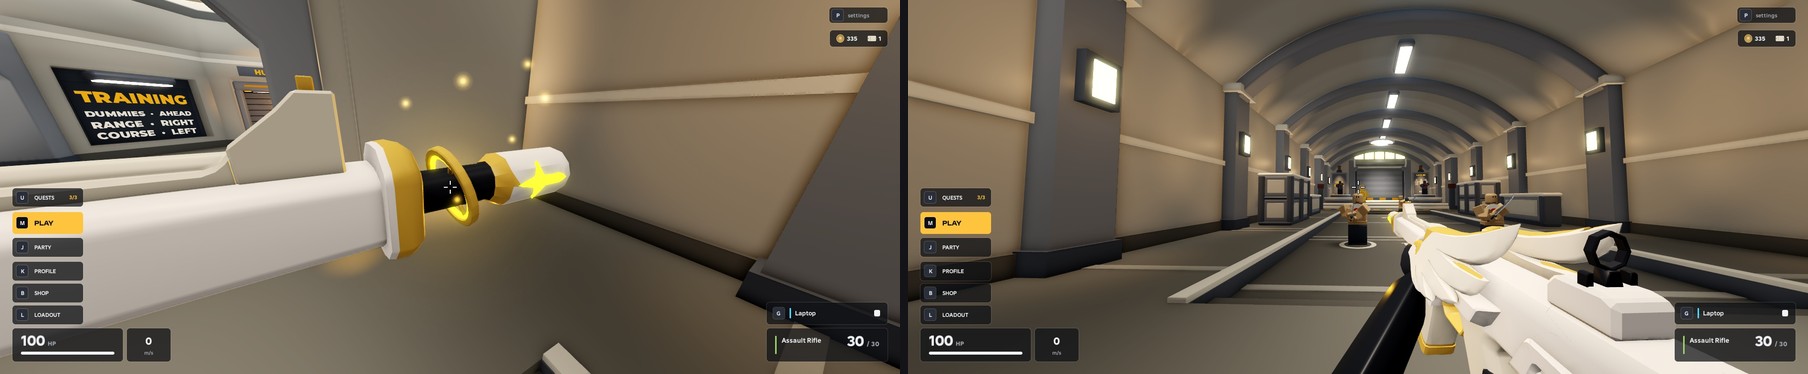 P settings
335 1
HU
TRAINING
DUMMIES • AHEAD
RANGE • RIGHT
COURSE • LEFT
U QUESTS 3/3
M PLAY
J PARTY
K PROFILE
B SHOP
L LOADOUT
100 HP
0
m/s
G Laptop
Assault Rifle 30 / 30
P settings
335 1
U QUESTS 3/3
M PLAY
J PARTY
K PROFILE
B SHOP
L LOADOUT
100 HP
0
m/s
G Laptop
Assault Rifle 30 / 30